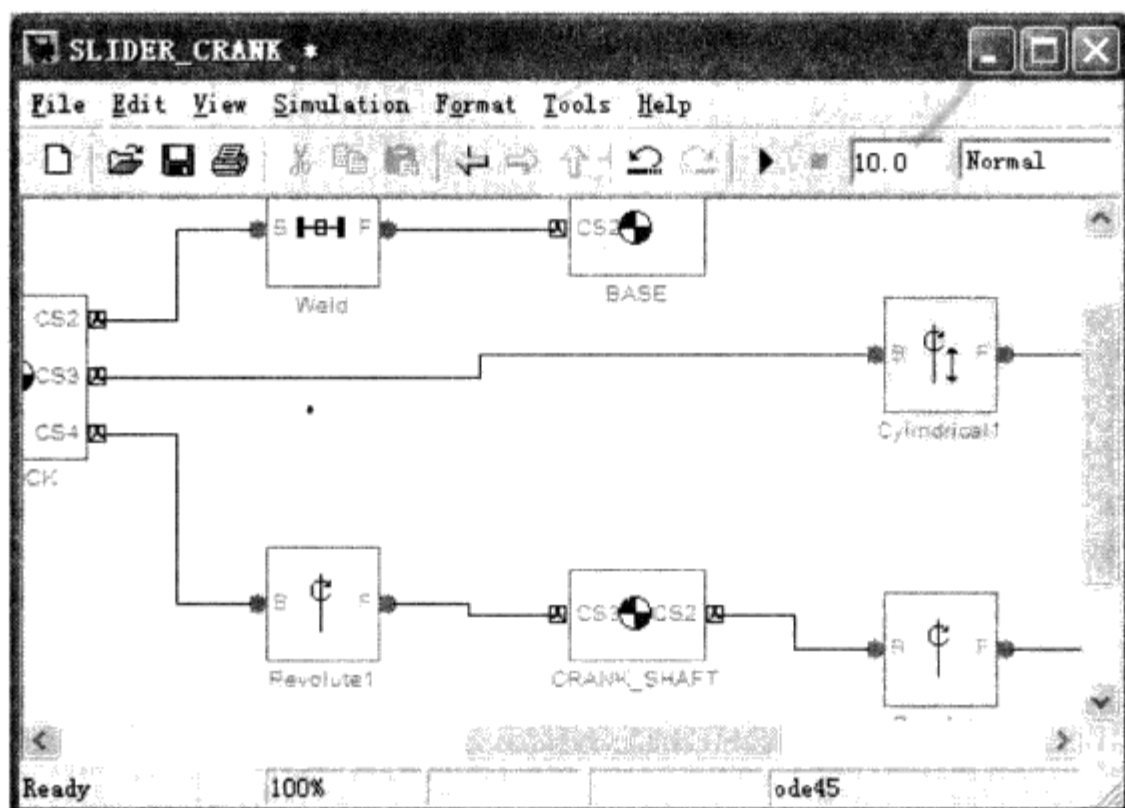 SLIDER_CRANK *
File Edit View Simulation Format Tools Help
10.0 Normal
S F CS2
Weld BASE
CS2
CS3 B F
CS4 Cylindrical1
CK
B F CS3 CS2 B F
Revolute1 CRANK_SHAFT
Ready 100% ode45